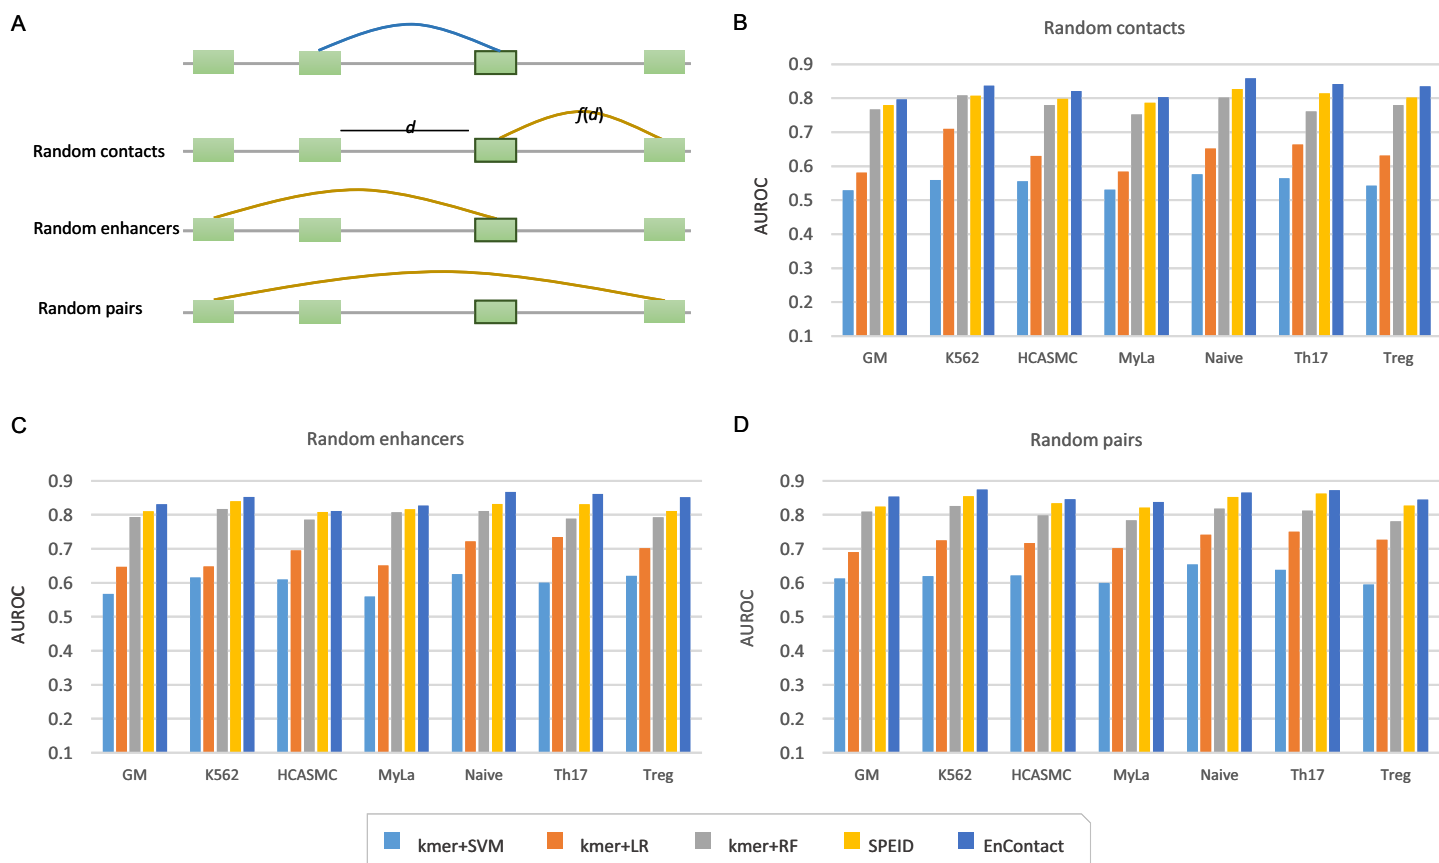 A
d
f(d)
Random contacts
Random enhancers
Random pairs
B
Random contacts
AUROC
0.9
0.8
0.7
0.6
0.5
0.4
0.3
0.2
0.1
GM K562 HCASMC MyLa Naive Th17 Treg
C
Random enhancers
AUROC
0.9
0.8
0.7
0.6
0.5
0.4
0.3
0.2
0.1
GM K562 HCASMC MyLa Naive Th17 Treg
D
Random pairs
AUROC
0.9
0.8
0.7
0.6
0.5
0.4
0.3
0.2
0.1
GM K562 HCASMC MyLa Naive Th17 Treg
kmer+SVM kmer+LR kmer+RF SPEID EnContact